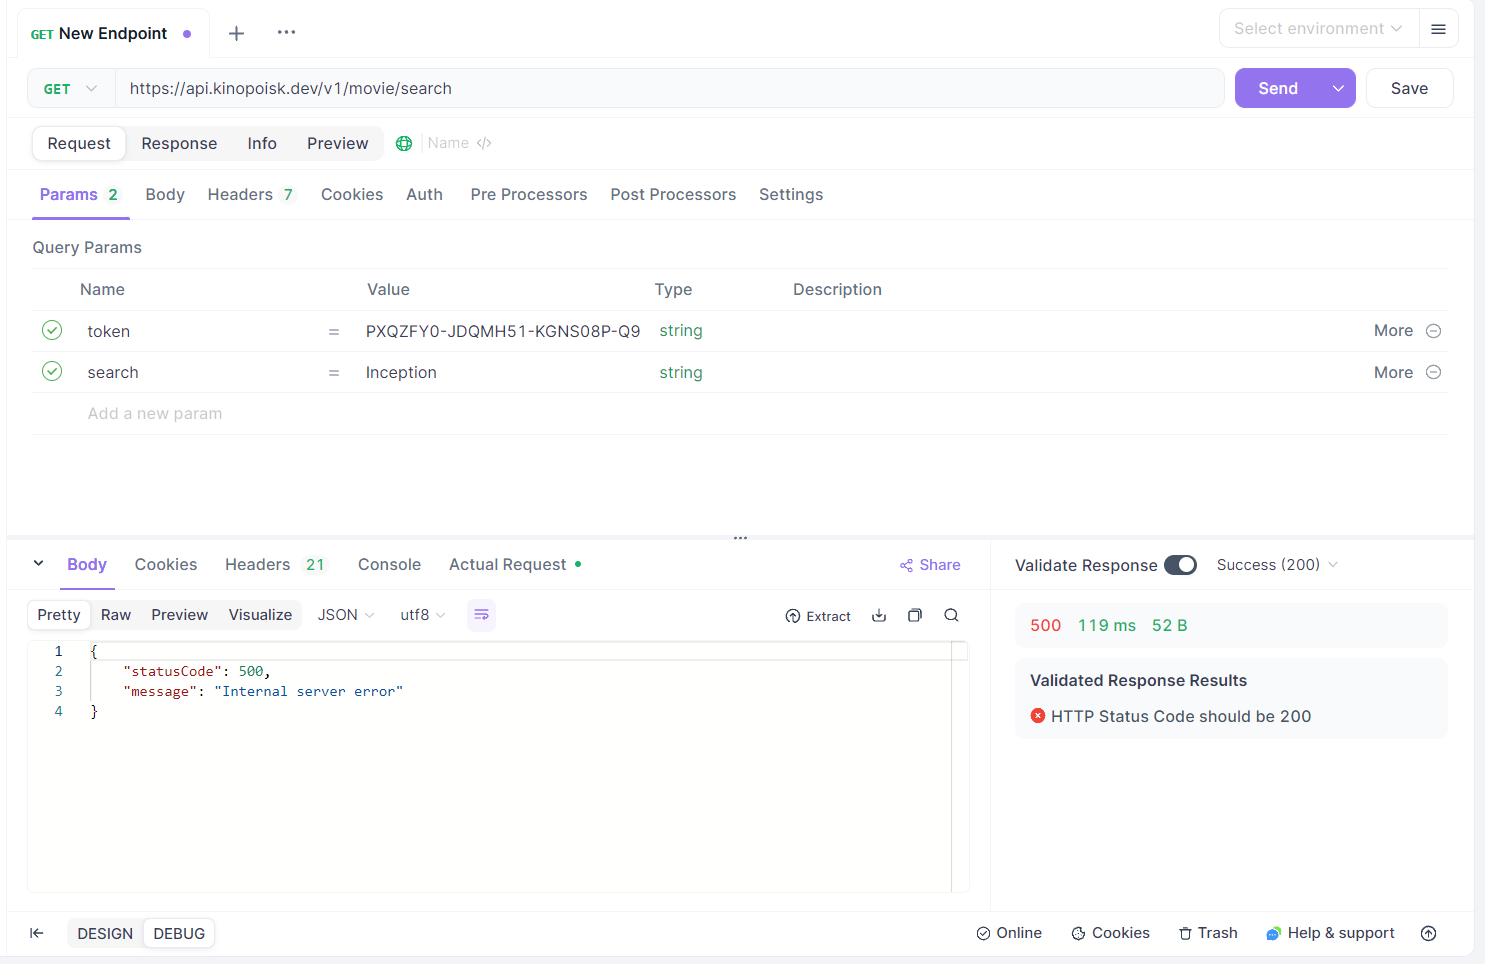 GET New Endpoint
Select environment
GET https://api.kinopoisk.dev/v1/movie/search Send Save
Request Response Info Preview Name </>
Params 2 Body Headers 7 Cookies Auth Pre Processors Post Processors Settings
Query Params
Name Value Type Description
token = PXQZFY0-JDQMH51-KGNS08P-Q9 string More
search = Inception string More
Add a new param
Body Cookies Headers 21 Console Actual Request Share
Pretty Raw Preview Visualize JSON utf8 Extract
1 {
2 "statusCode": 500,
3 "message": "Internal server error"
4 }
Validate Response Success (200)
500 119 ms 52 B
Validated Response Results
HTTP Status Code should be 200
DESIGN DEBUG Online Cookies Trash Help & support